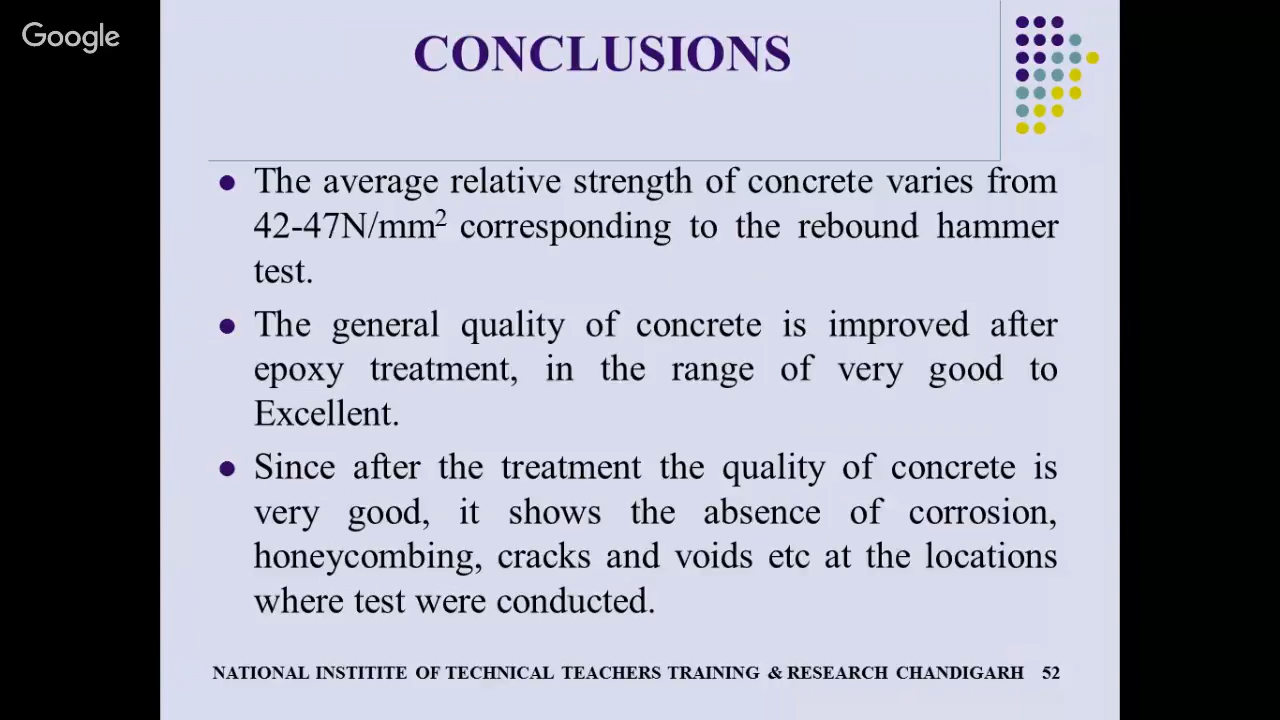 Google
CONCLUSIONS
● The average relative strength of concrete varies from
42-47N/mm² corresponding to the rebound hammer
test.
● The general quality of concrete is improved after
epoxy treatment, in the range of very good to
Excellent.
● Since after the treatment the quality of concrete is
very good, it shows the absence of corrosion,
honeycombing, cracks and voids etc at the locations
where test were conducted.
NATIONAL INSTITITE OF TECHNICAL TEACHERS TRAINING & RESEARCH CHANDIGARH 52